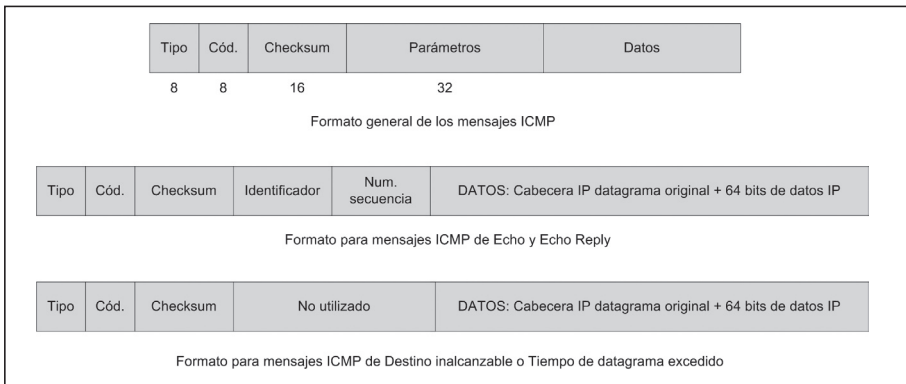 Tipo Cód. Checksum Parámetros Datos
8 8 16 32
Formato general de los mensajes ICMP
Tipo Cód. Checksum Identificador Num. secuencia DATOS: Cabecera IP datagrama original + 64 bits de datos IP
Formato para mensajes ICMP de Echo y Echo Reply
Tipo Cód. Checksum No utilizado DATOS: Cabecera IP datagrama original + 64 bits de datos IP
Formato para mensajes ICMP de Destino inalcanzable o Tiempo de datagrama excedido